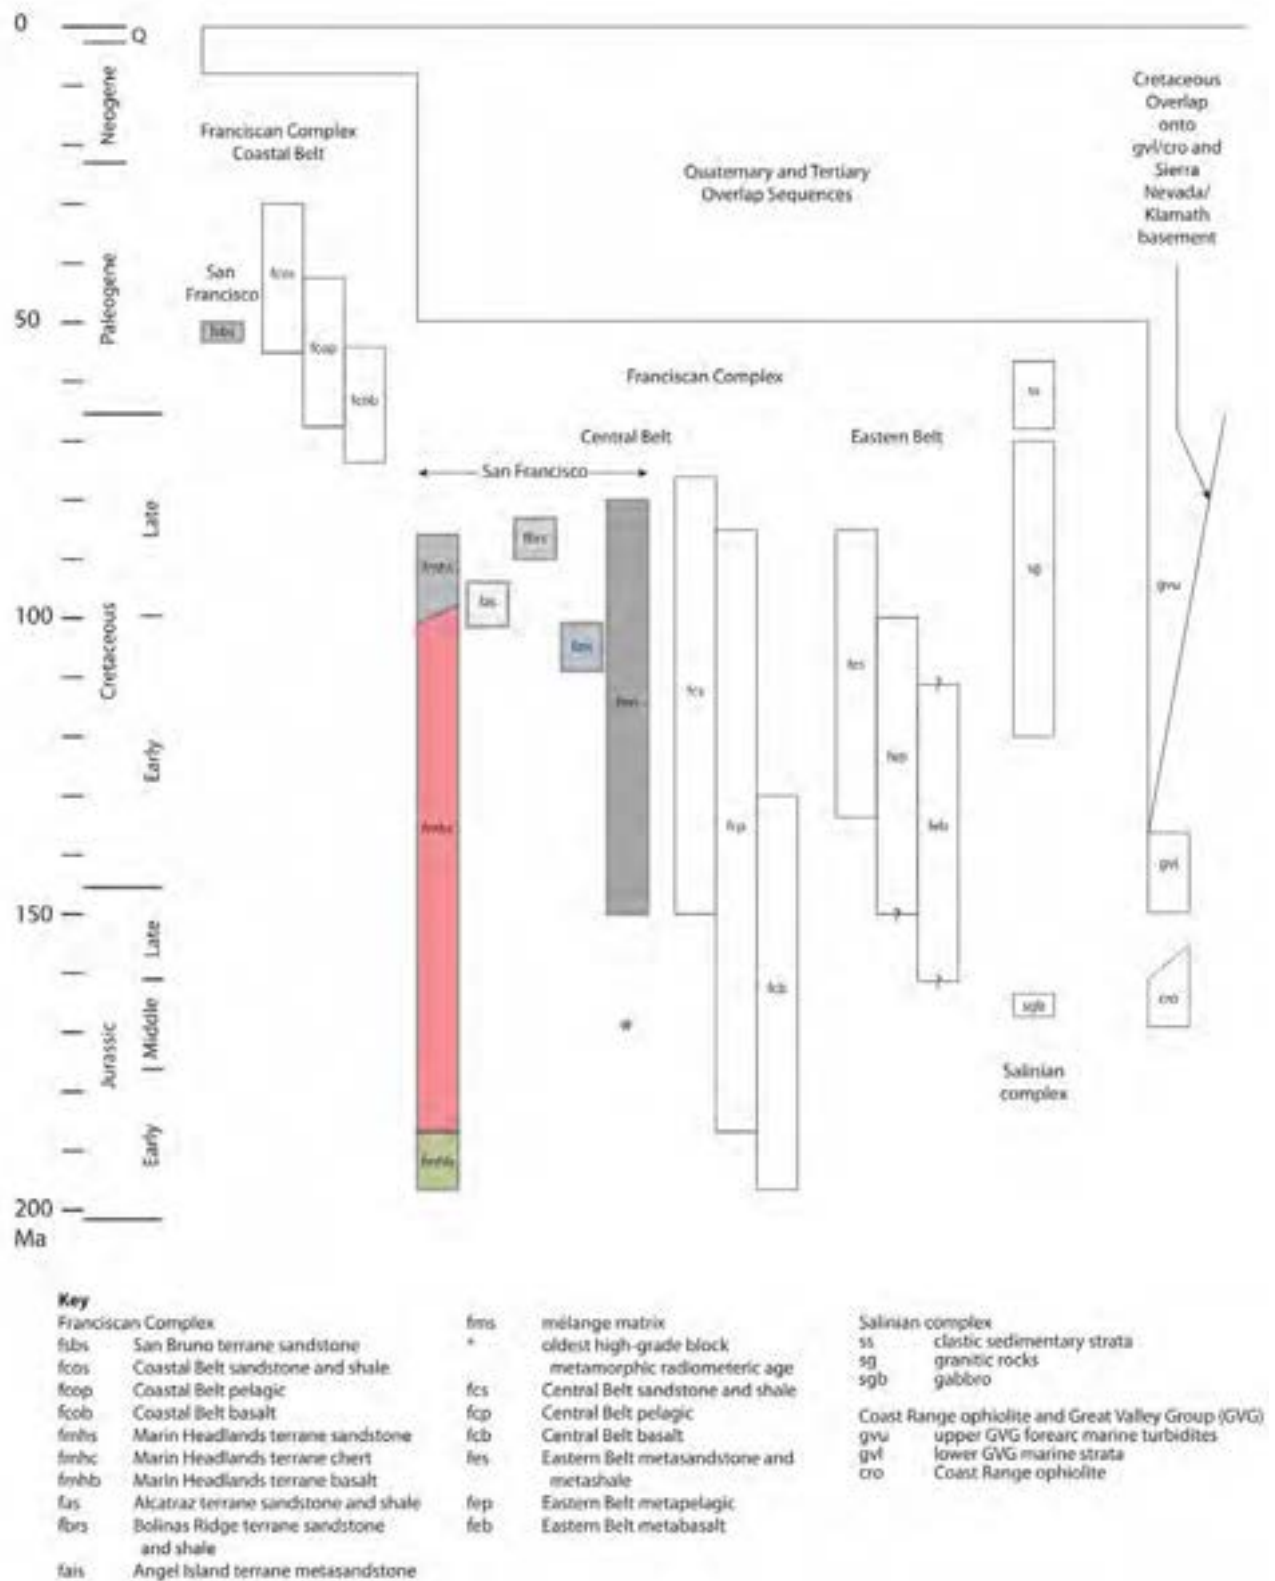 0
Q
Neogene
Franciscan Complex
Coastal Belt
Quaternary and Tertiary
Overlap Sequences
Cretaceous
Overlap
onto
gvl/cro and
Sierra
Nevada/
Klamath
basement
Paleogene
San
Francisco
fcos
fsbs
50
fcop
fcob
Franciscan Complex
ss
Central Belt
Eastern Belt
San Francisco
Late
fbrs
fmhs
sg
gvu
fas
100
Cretaceous
fais
fes
fcs
fms
Early
fep
fmhc
fcp
feb
gvl
150
Late
?
?
?
Middle
Jurassic
fcb
cro
sgb
*
Salinian
complex
Early
fmhb
200
Ma
Key
Franciscan Complex
fsbs San Bruno terrane sandstone
fcos Coastal Belt sandstone and shale
fcop Coastal Belt pelagic
fcob Coastal Belt basalt
fmhs Marin Headlands terrane sandstone
fmhc Marin Headlands terrane chert
fmhb Marin Headlands terrane basalt
fas Alcatraz terrane sandstone and shale
fbrs Bolinas Ridge terrane sandstone
and shale
fais Angel Island terrane metasandstone
fms mélange matrix
* oldest high-grade block
metamorphic radiometeric age
fcs Central Belt sandstone and shale
fcp Central Belt pelagic
fcb Central Belt basalt
fes Eastern Belt metasandstone and
metashale
fep Eastern Belt metapelagic
feb Eastern Belt metabasalt
Salinian complex
ss clastic sedimentary strata
sg granitic rocks
sgb gabbro
Coast Range ophiolite and Great Valley Group (GVG)
gvu upper GVG forearc marine turbidites
gvl lower GVG marine strata
cro Coast Range ophiolite